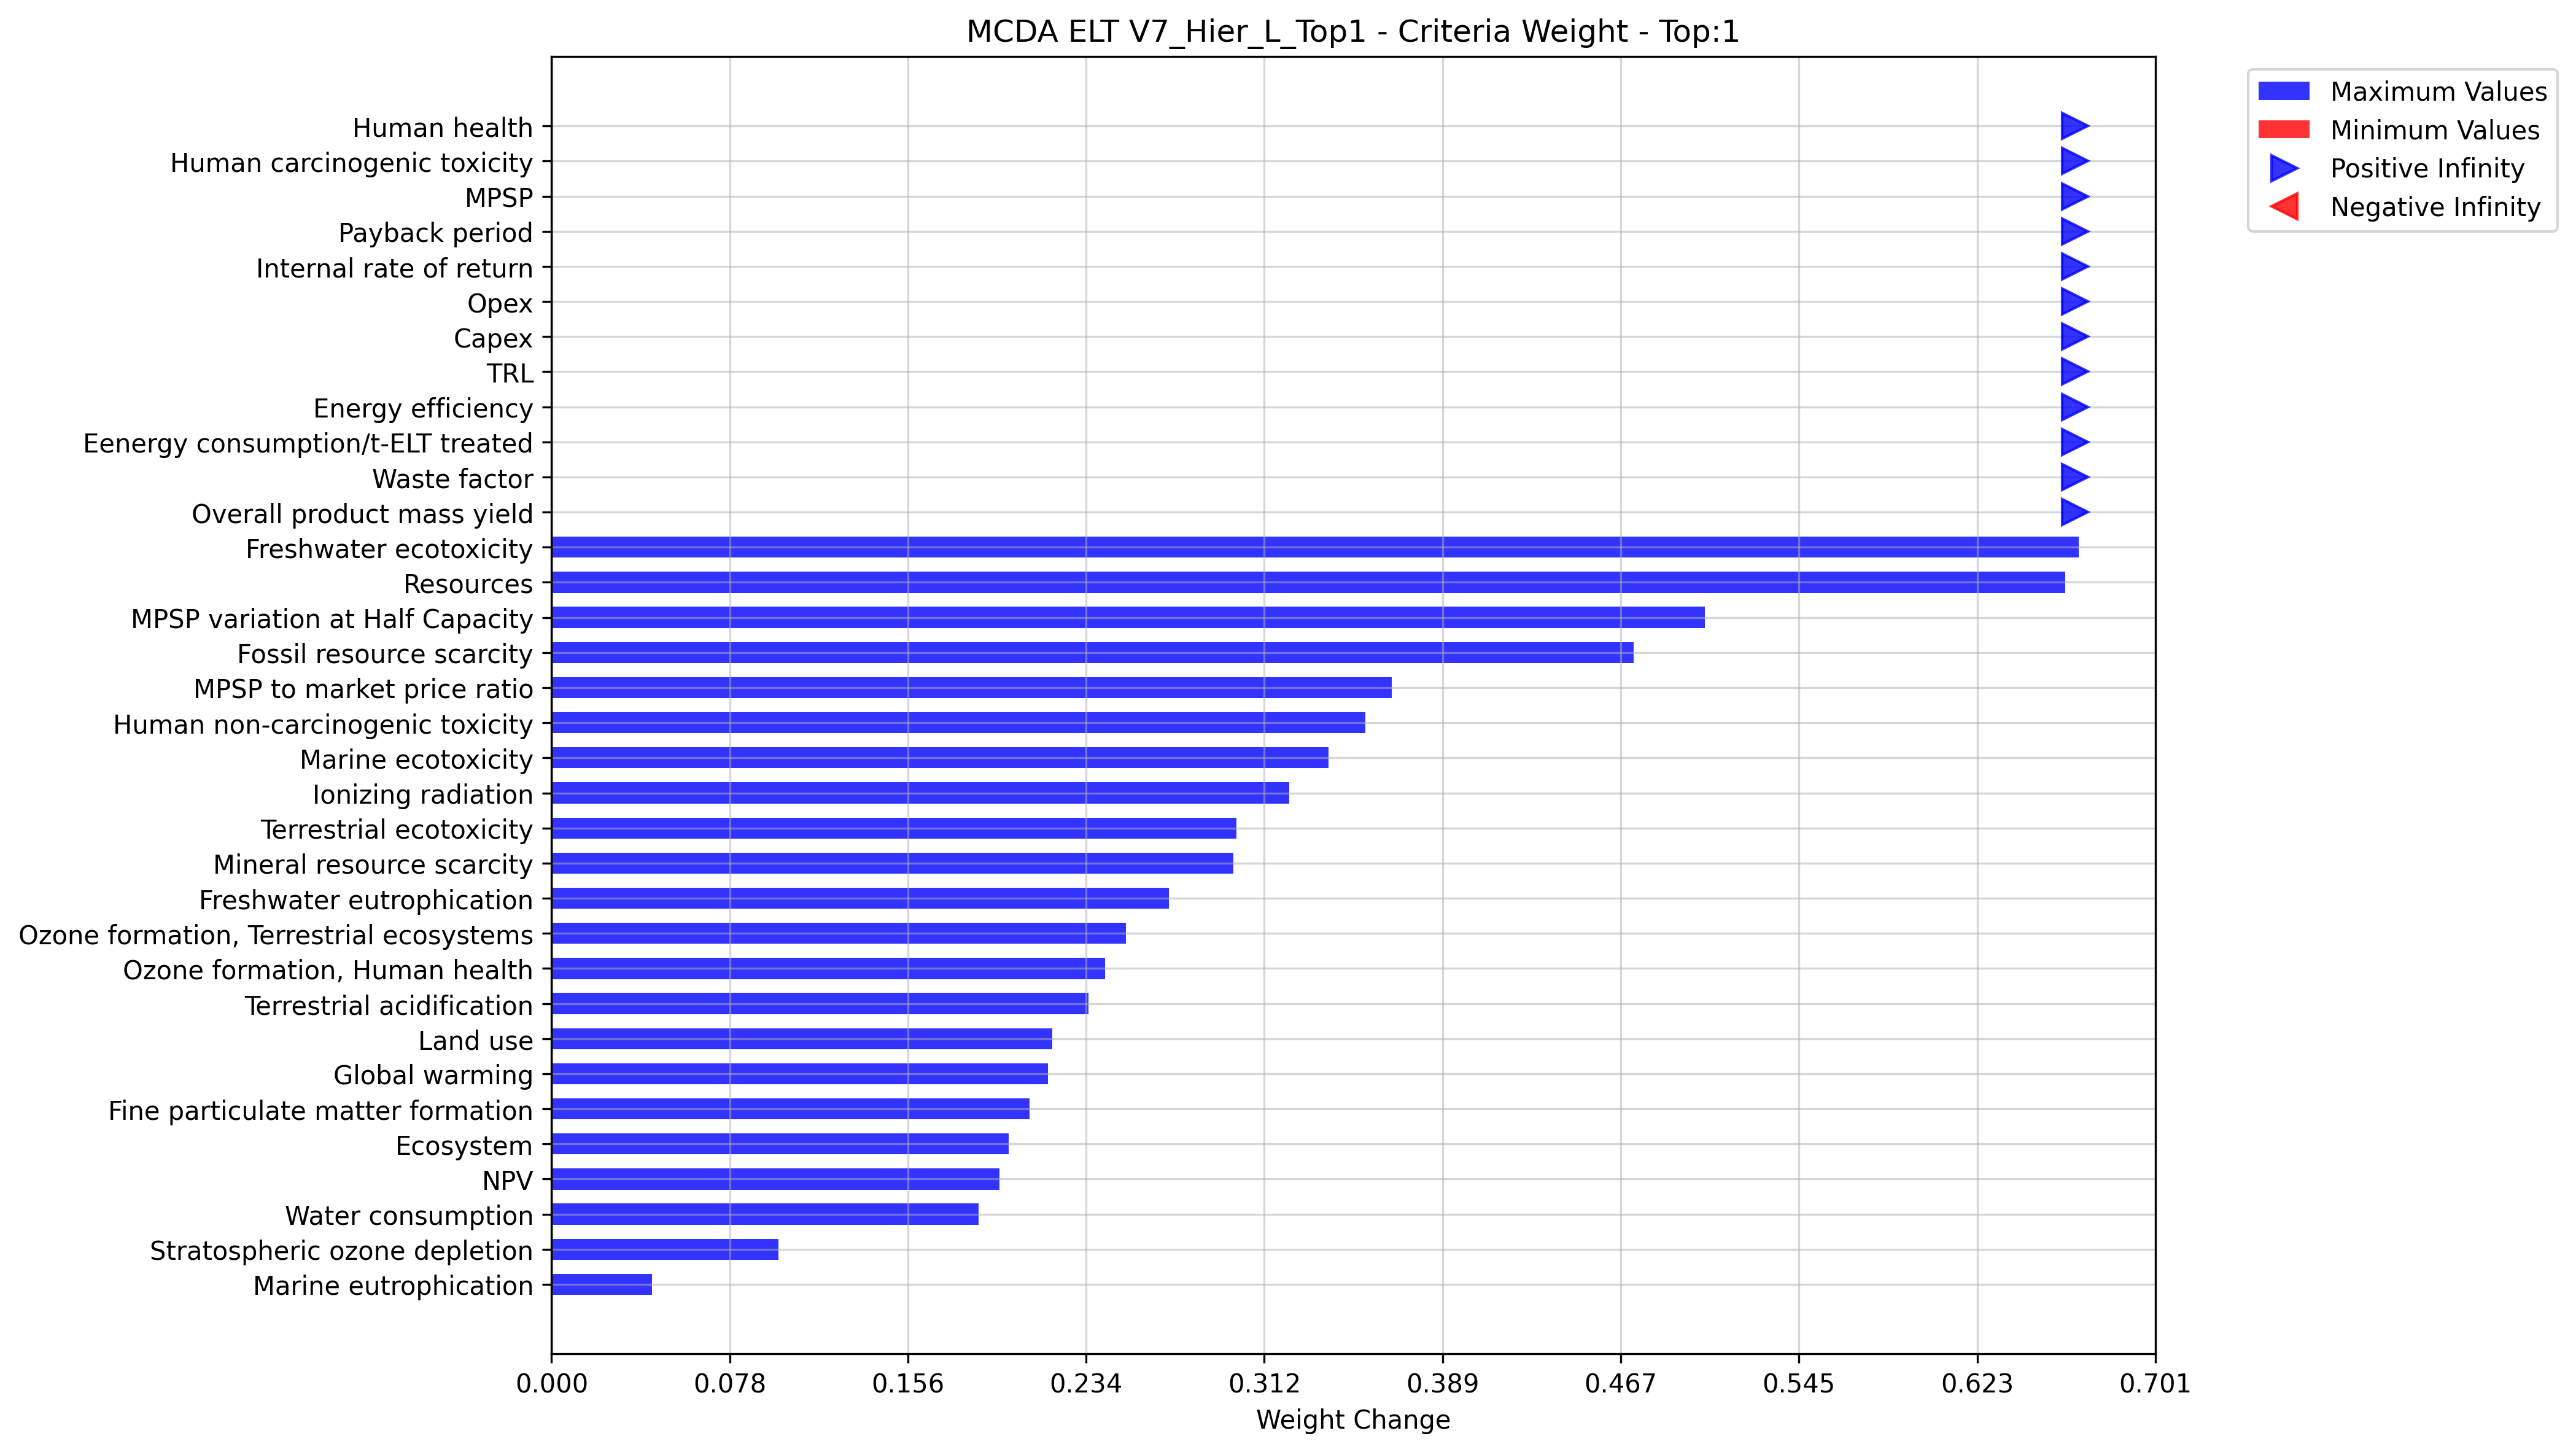 MCDA ELT V7_Hier_L_Top1 - Criteria Weight - Top:1
Maximum Values
Minimum Values
Positive Infinity
Negative Infinity
Human health
Human carcinogenic toxicity
MPSP
Payback period
Internal rate of return
Opex
Capex
TRL
Energy efficiency
Eenergy consumption/t-ELT treated
Waste factor
Overall product mass yield
Freshwater ecotoxicity
Resources
MPSP variation at Half Capacity
Fossil resource scarcity
MPSP to market price ratio
Human non-carcinogenic toxicity
Marine ecotoxicity
Ionizing radiation
Terrestrial ecotoxicity
Mineral resource scarcity
Freshwater eutrophication
Ozone formation, Terrestrial ecosystems
Ozone formation, Human health
Terrestrial acidification
Land use
Global warming
Fine particulate matter formation
Ecosystem
NPV
Water consumption
Stratospheric ozone depletion
Marine eutrophication
0.000 0.078 0.156 0.234 0.312 0.389 0.467 0.545 0.623 0.701
Weight Change